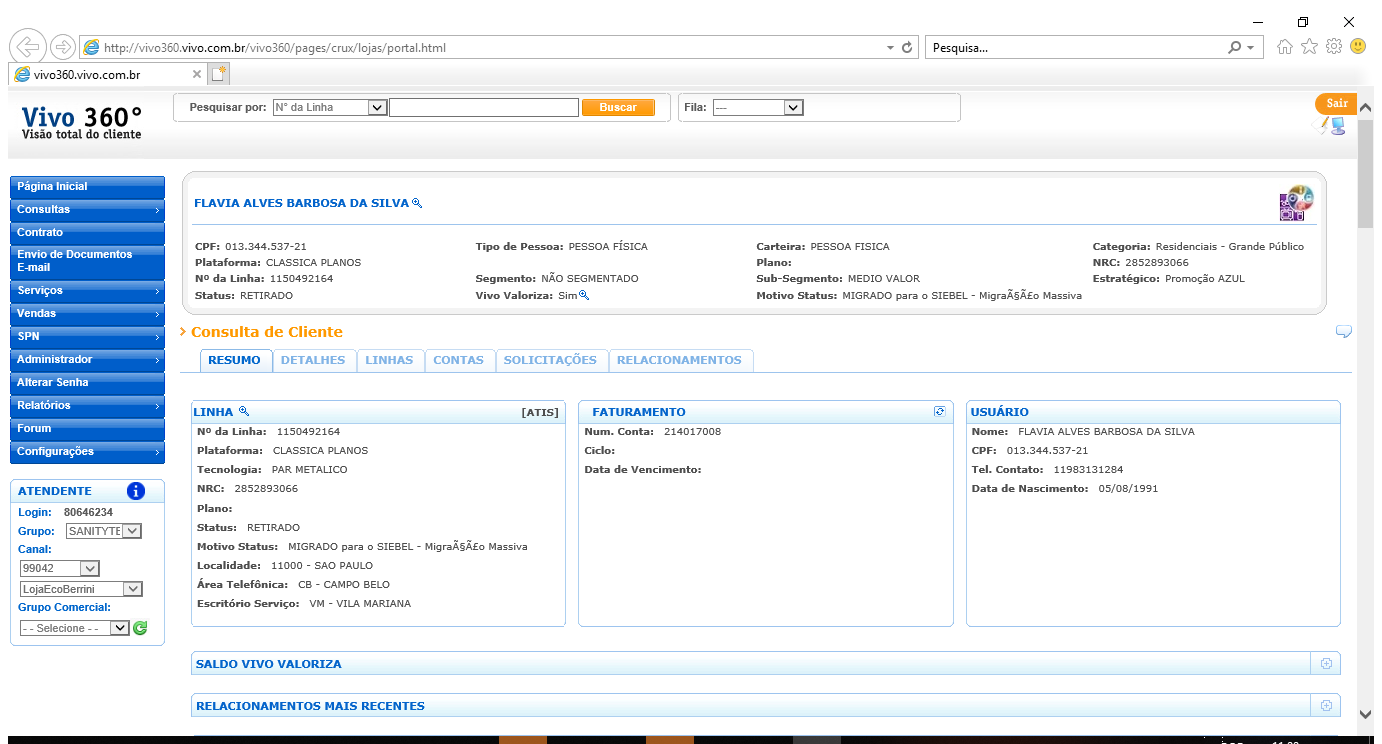 http://vivo360.vivo.com.br/vivo360/pages/crux/lojas/portal.html
Pesquisa...
vivo360.vivo.com.br
Vivo 360°
Visão total do cliente
Pesquisar por: N° da Linha Buscar Fila: ---
Sair
Página Inicial
Consultas
Contrato
Envio de Documentos
E-mail
Serviços
Vendas
SPN
Administrador
Alterar Senha
Relatórios
Forum
Configurações
ATENDENTE
Login: 80646234
Grupo: SANITYTE
Canal:
99042
LojaEcoBerrini
Grupo Comercial:
- - Selecione - -
FLAVIA ALVES BARBOSA DA SILVA
CPF: 013.344.537-21 Tipo de Pessoa: PESSOA FÍSICA Carteira: PESSOA FISICA Categoria: Residenciais - Grande Público
Plataforma: CLASSICA PLANOS Plano: NRC: 2852893066
Nº da Linha: 1150492164 Segmento: NÃO SEGMENTADO Sub-Segmento: MEDIO VALOR Estratégico: Promoção AZUL
Status: RETIRADO Vivo Valoriza: Sim Motivo Status: MIGRADO para o SIEBEL - MigraÃ§Ã£o Massiva
Consulta de Cliente
RESUMO DETALHES LINHAS CONTAS SOLICITAÇÕES RELACIONAMENTOS
LINHA [ATIS]
Nº da Linha: 1150492164
Plataforma: CLASSICA PLANOS
Tecnologia: PAR METALICO
NRC: 2852893066
Plano:
Status: RETIRADO
Motivo Status: MIGRADO para o SIEBEL - MigraÃ§Ã£o Massiva
Localidade: 11000 - SAO PAULO
Área Telefônica: CB - CAMPO BELO
Escritório Serviço: VM - VILA MARIANA
FATURAMENTO
Num. Conta: 214017008
Ciclo:
Data de Vencimento:
USUÁRIO
Nome: FLAVIA ALVES BARBOSA DA SILVA
CPF: 013.344.537-21
Tel. Contato: 11983131284
Data de Nascimento: 05/08/1991
SALDO VIVO VALORIZA
RELACIONAMENTOS MAIS RECENTES